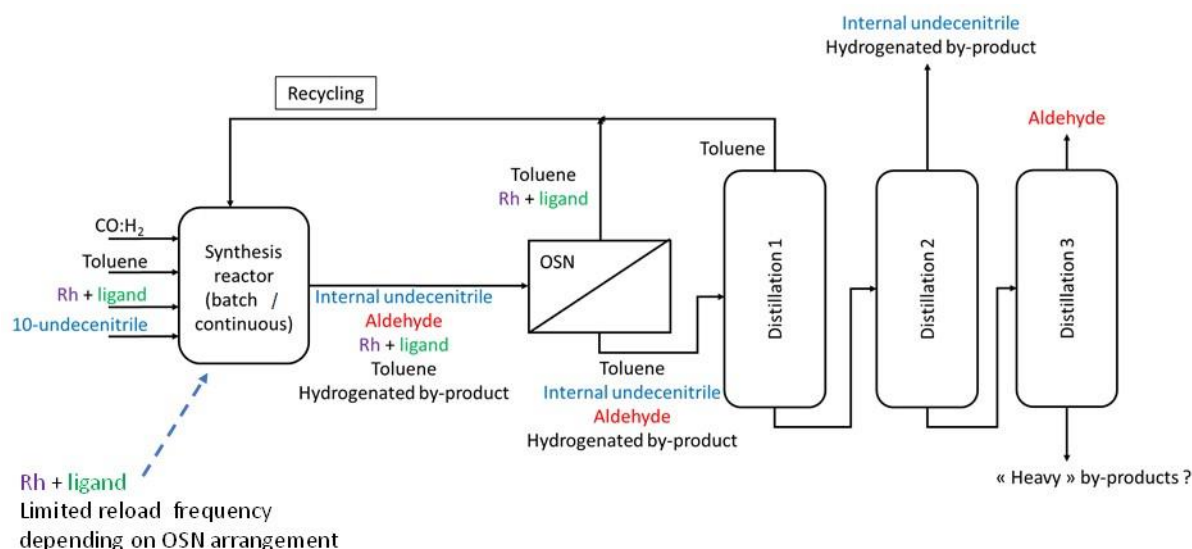 Internal undecenitrile
Hydrogenated by-product
Recycling
Aldehyde
Toluene
Toluene
Rh + ligand
CO:H₂
Toluene
Rh + ligand
10-undecenitrile
Synthesis
reactor
(batch /
continuous)
OSN
Internal undecenitrile
Aldehyde
Rh + ligand
Toluene
Hydrogenated by-product
Toluene
Internal undecenitrile
Aldehyde
Hydrogenated by-product
Distillation 1
Distillation 2
Distillation 3
« Heavy » by-products ?
Rh + ligand
Limited reload frequency
depending on OSN arrangement